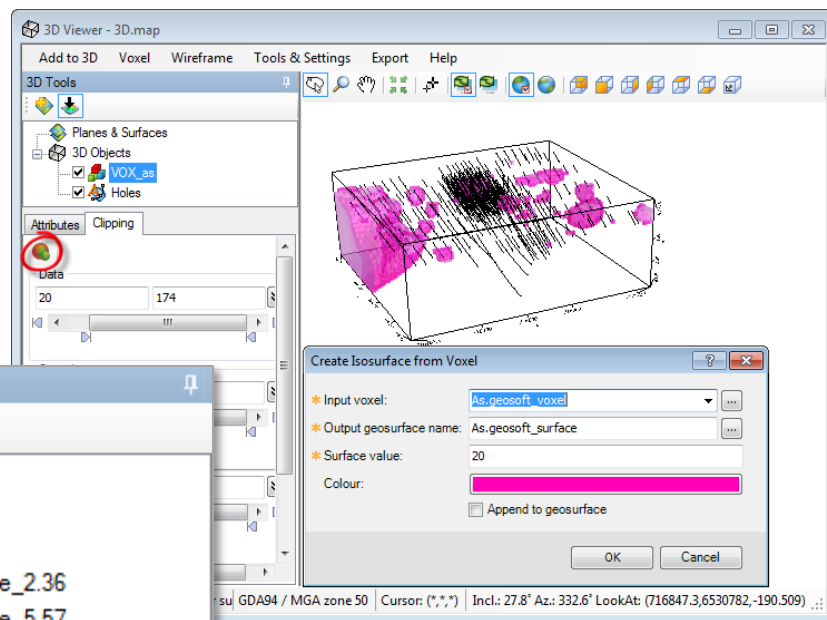 3D Viewer - 3D.map
Add to 3D Voxel Wireframe Tools & Settings Export Help
3D Tools
Planes & Surfaces
3D Objects
VOX_as
Holes
Attributes Clipping
Data
20 174
Create Isosurface from Voxel
* Input voxel: As.geosoft_voxel ...
* Output geosurface name: As.geosoft_surface ...
* Surface value: 20
Colour:
Append to geosurface
OK Cancel
e_2.36
e_5.57
su GDA94 / MGA zone 50 Cursor: (*,*,*) Incl.: 27.8° Az.: 332.6° LookAt: (716847.3,6530782,-190.509)